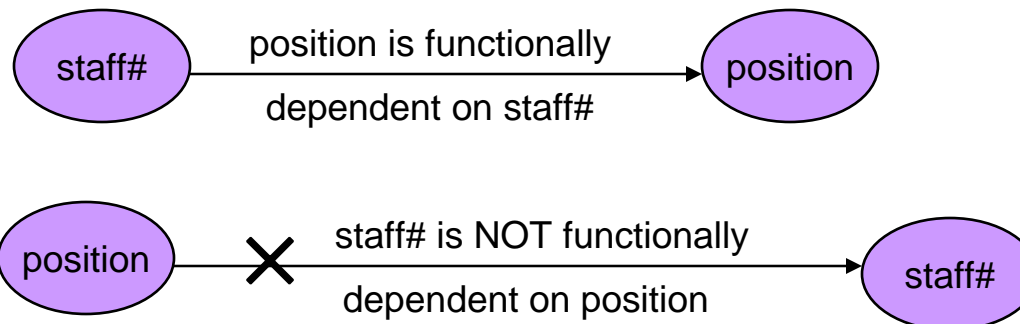 staff#
position is functionally
dependent on staff#
position
position
staff# is NOT functionally
dependent on position
staff#